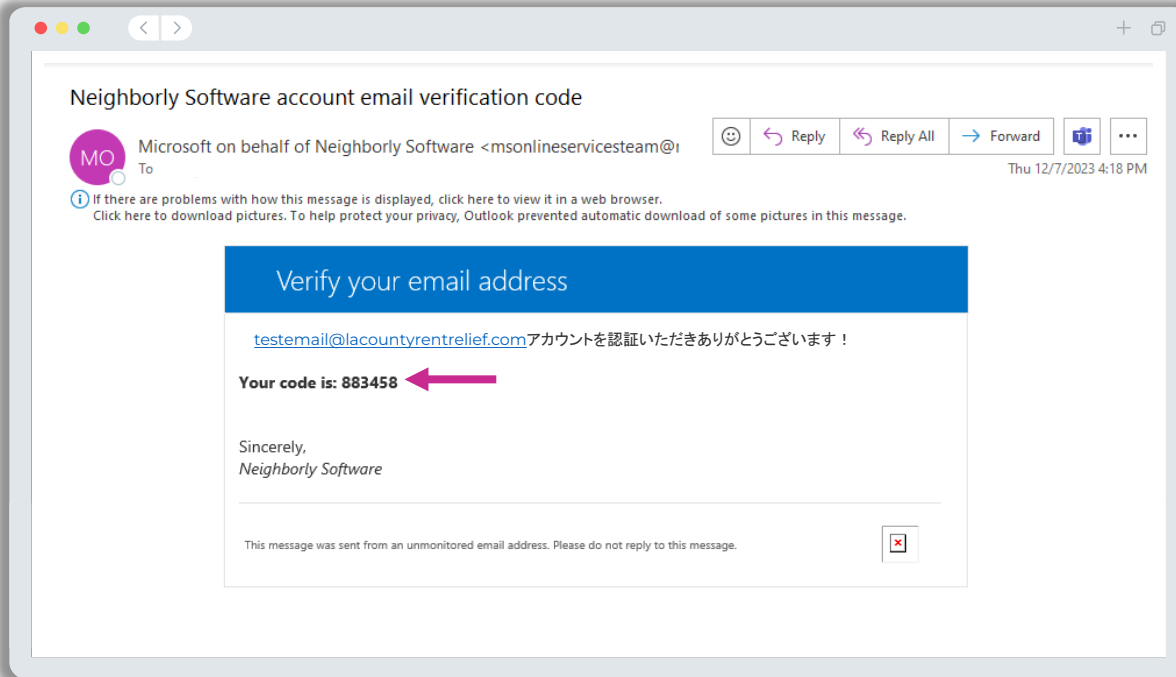 Neighborly Software account email verification code
MO
Microsoft on behalf of Neighborly Software <msonlineservicesteam@
Reply
Reply All
Forward
To
Thu 12/7/2023 4:18 PM
If there are problems with how this message is displayed, click here to view it in a web browser.
Click here to download pictures. To help protect your privacy, Outlook prevented automatic download of some pictures in this message.
Verify your email address
testemail@lacountyrentrelief.comアカウントを認証いただきありがとうございます！
Your code is: 883458
Sincerely,
Neighborly Software
This message was sent from an unmonitored email address. Please do not reply to this message.